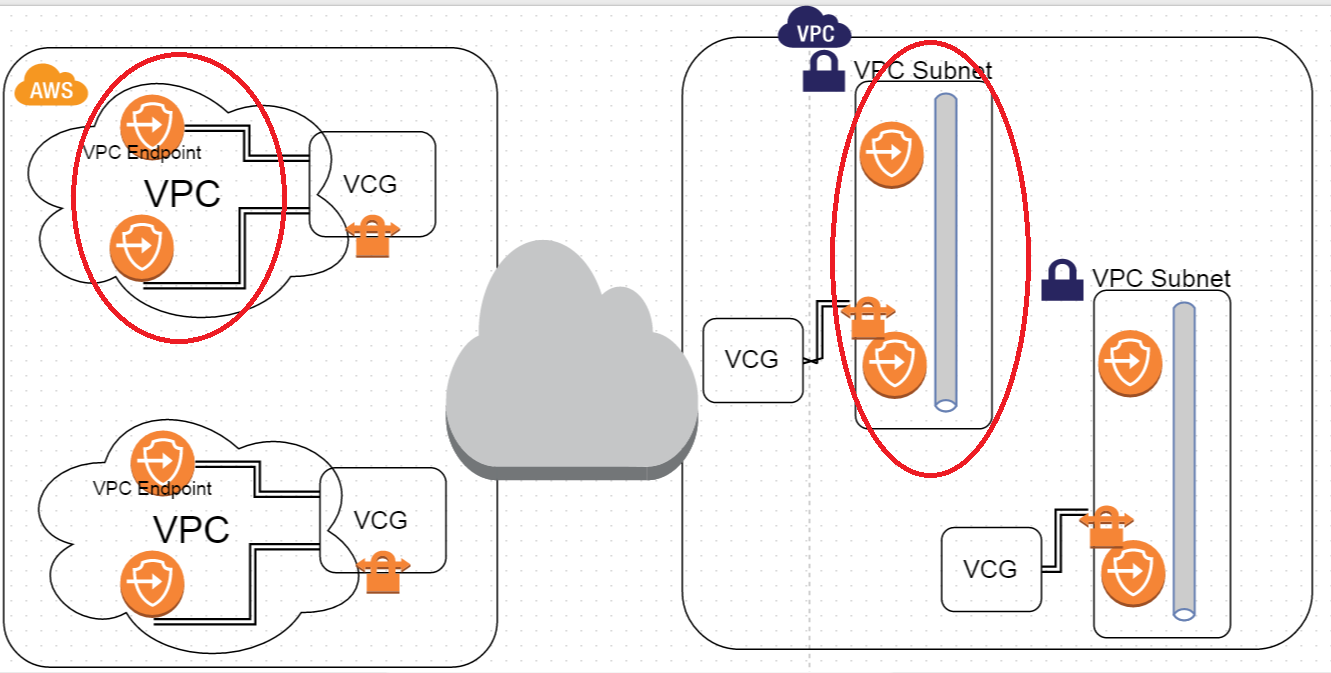 AWS
VPC Endpoint
VPC
VCG
VPC Endpoint
VPC
VCG
VPC
VPC Subnet
VCG
VPC Subnet
VCG